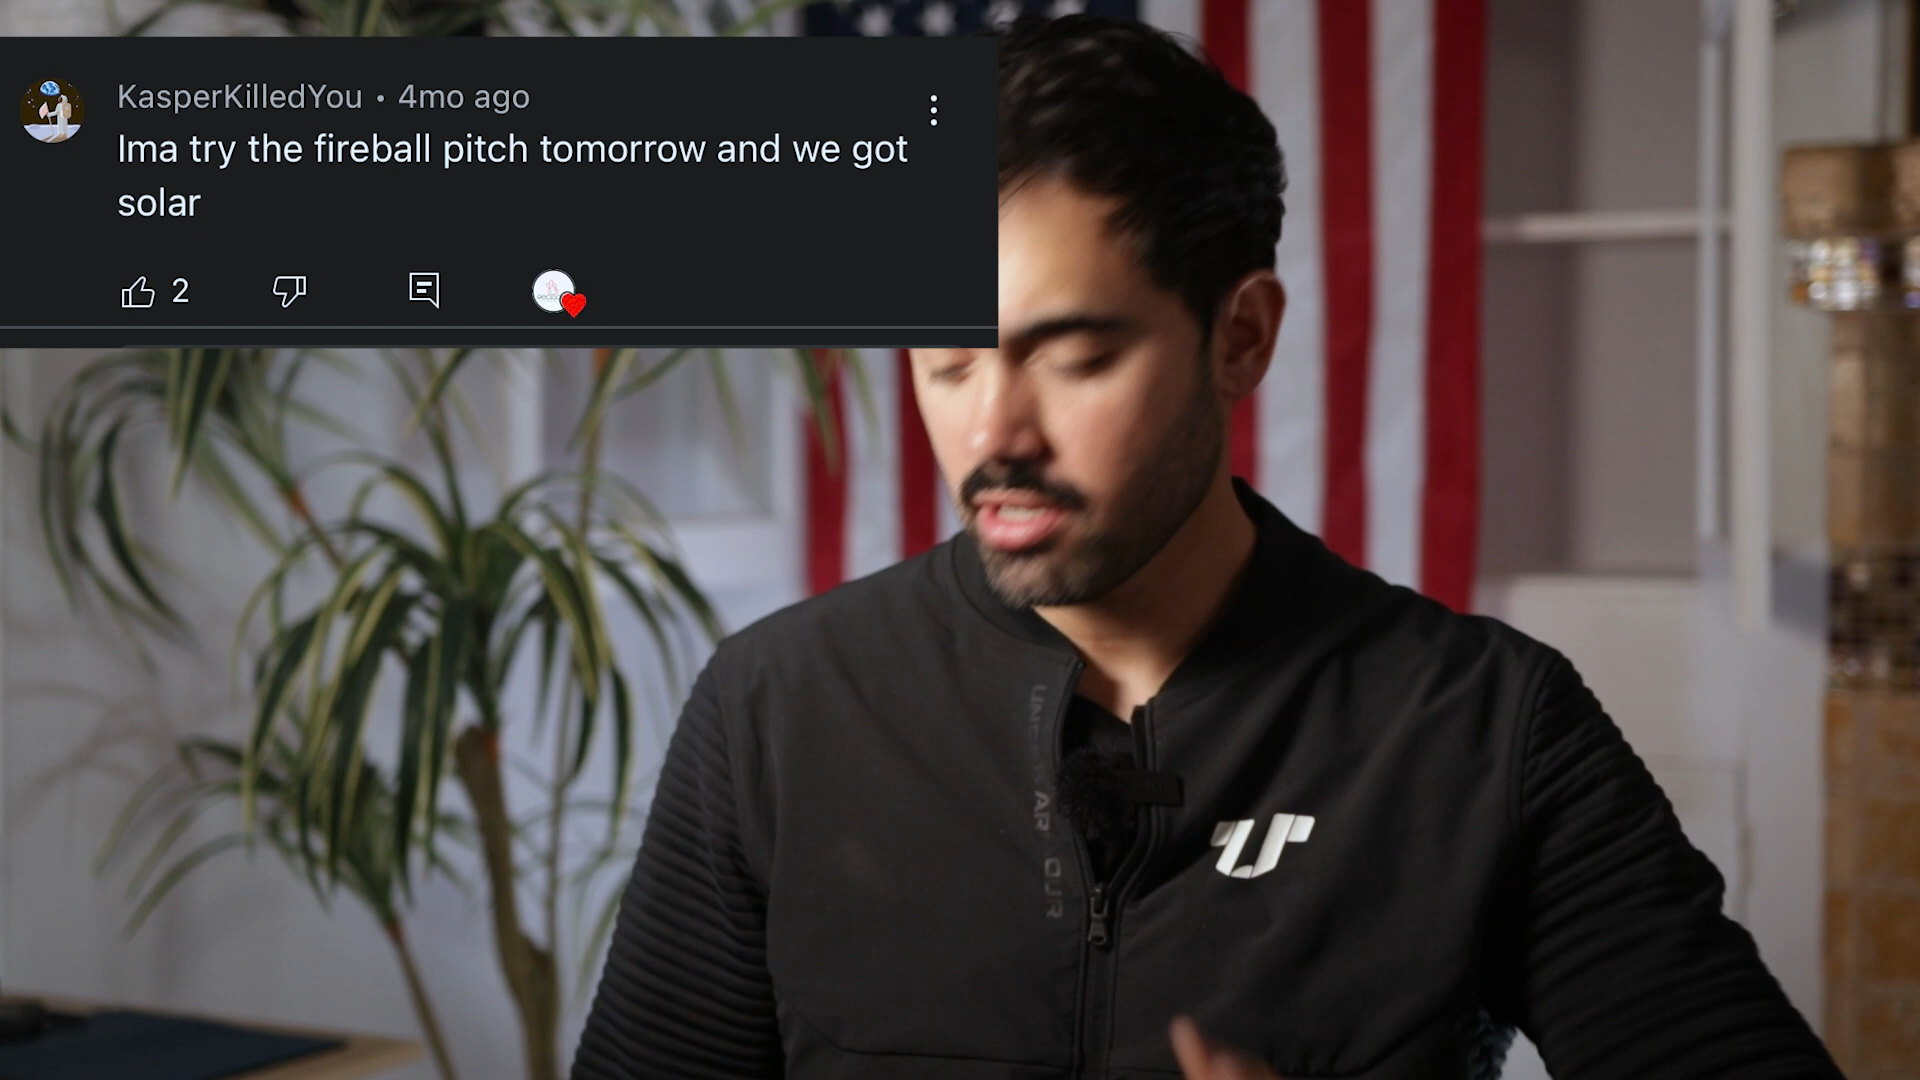 KasperKilledYou • 4mo ago
Ima try the fireball pitch tomorrow and we got
solar
2